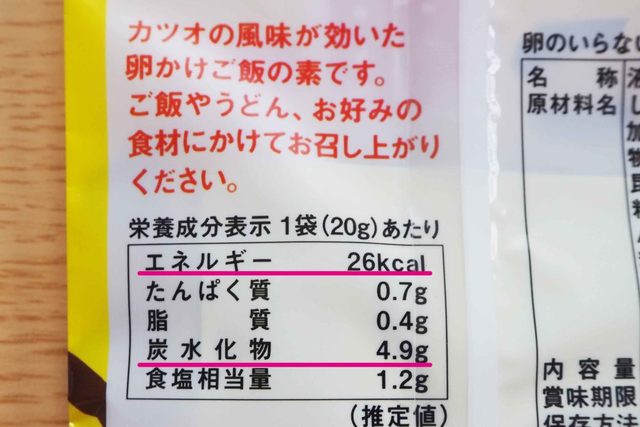 カツオの風味が効いた
卵かけご飯の素です。
ご飯やうどん、お好みの
食材にかけてお召し上がり
ください。
栄養成分表示 1袋(20g)あたり
エネルギー 26kcal
たんぱく質 0.7g
脂 質 0.4g
炭水化物 4.9g
食塩相当量 1.2g
(推定値)
卵のいらない
名 称
原材料名
内容量
賞味期限
保存方法